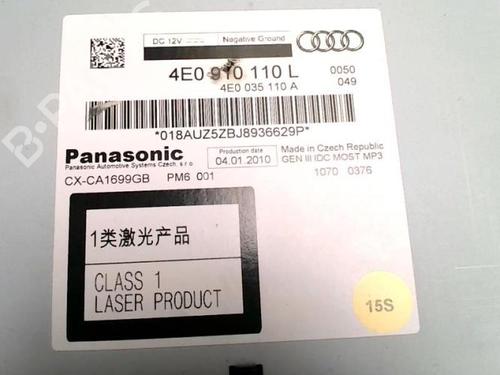 DC 12V Negative Ground
4E0 910 110 L 0050
4E0 035 110 A 049
*018AUZ5ZBJ8936629P*
Panasonic Production date Made in Czech Republic
Panasonic Automotive Systems Czech, s.r.o. 04.01.2010 GEN III IDC MOST MP3
CX-CA1699GB PM6 001 1070 0376
1类激光产品
CLASS 1
LASER PRODUCT
15S